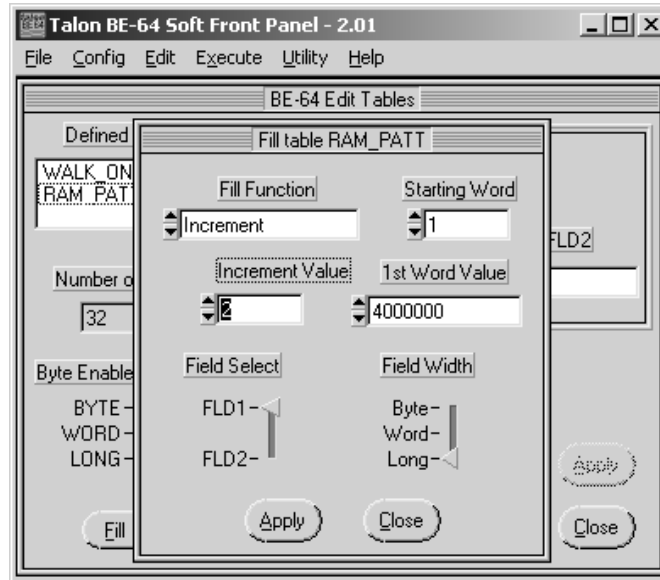 Talon BE-64 Soft Front Panel - 2.01
File Config Edit Execute Utility Help
BE-64 Edit Tables
Defined
WALK_ON
RAM_PATT
Number o
32
Byte Enable
BYTE
WORD
LONG
Fill
Fill table RAM_PATT
Fill Function Starting Word
Increment 1
Increment Value 1st Word Value
2 4000000
Field Select Field Width
FLD1 Byte
Word
FLD2 Long
Apply Close
FLD2
Apply
Close